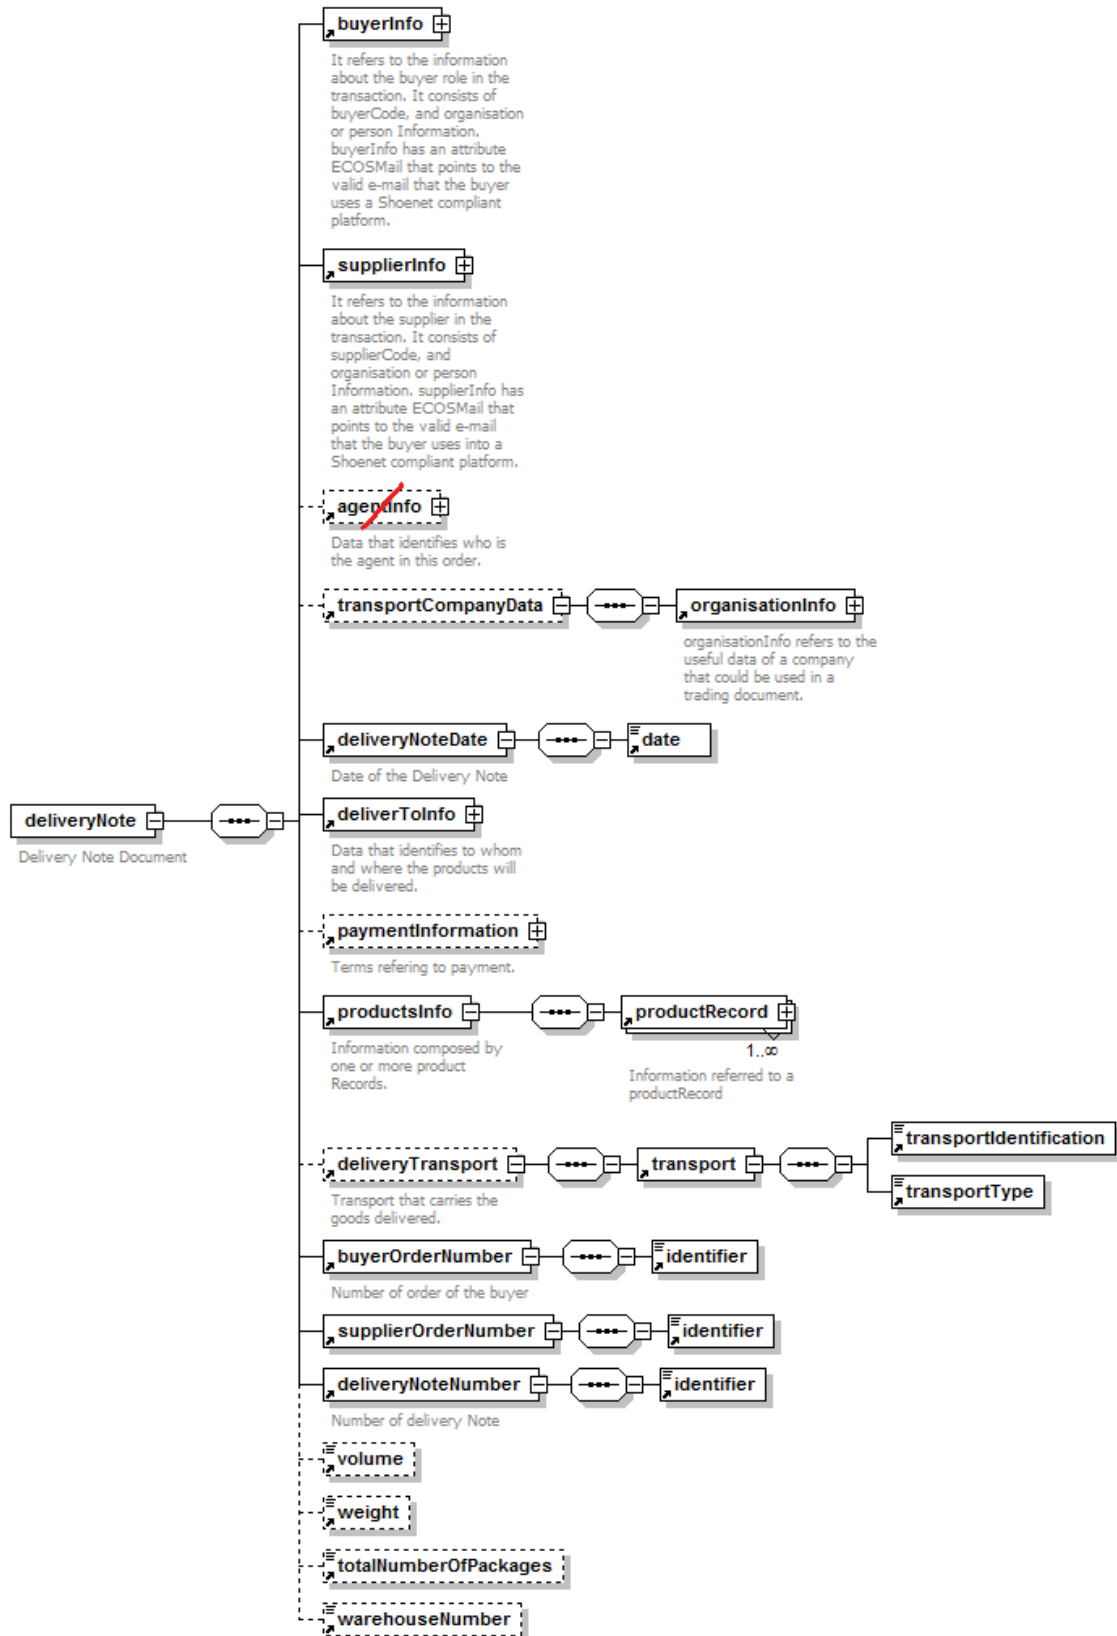 buyerInfo
It refers to the information
about the buyer role in the
transaction. It consists of
buyerCode, and organisation
or person Information.
buyerInfo has an attribute
ECOSMail that points to the
valid e-mail that the buyer
uses a Shoenet compliant
platform.
supplierInfo
It refers to the information
about the supplier in the
transaction. It consists of
supplierCode, and
organisation or person
Information. supplierInfo has
an attribute ECOSMail that
points to the valid e-mail
that the buyer uses into a
Shoenet compliant platform.
agentInfo
Data that identifies who is
the agent in this order.
transportCompanyData
organisationInfo
organisationInfo refers to the
useful data of a company
that could be used in a
trading document.
deliveryNoteDate
date
Date of the Delivery Note
deliveryNote
Delivery Note Document
deliverToInfo
Data that identifies to whom
and where the products will
be delivered.
paymentInformation
Terms refering to payment.
productsInfo
productRecord
1..∞
Information composed by
one or more product
Records.
Information referred to a
productRecord
deliveryTransport
transport
transportIdentification
transportType
Transport that carries the
goods delivered.
buyerOrderNumber
identifier
Number of order of the buyer
supplierOrderNumber
identifier
deliveryNoteNumber
identifier
Number of delivery Note
volume
weight
totalNumberOfPackages
warehouseNumber